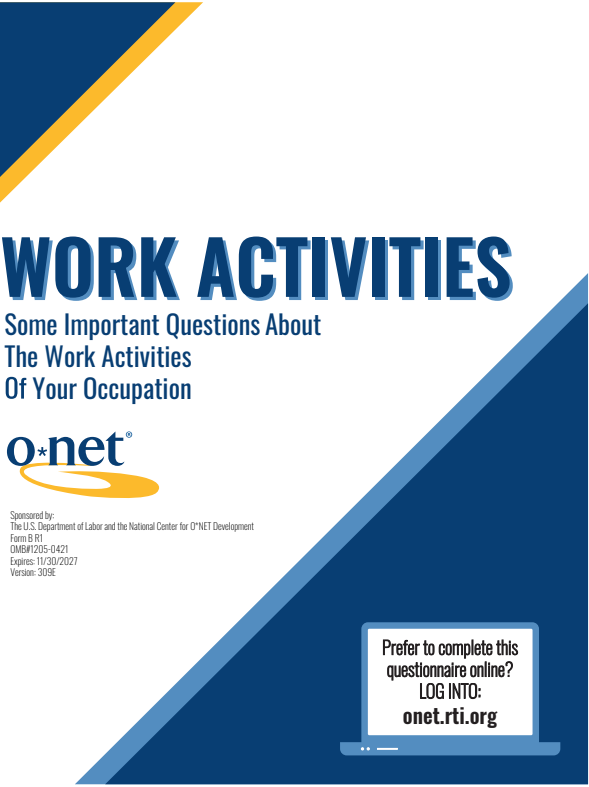 WORK ACTIVITIES
Some Important Questions About
The Work Activities
Of Your Occupation
o*net®
Sponsored by:
The U.S. Department of Labor and the National Center for O*NET Development
Form B R1
OMB#1205-0421
Expires: 11/30/2027
Version: 309E
Prefer to complete this
questionnaire online?
LOG INTO:
onet.rti.org